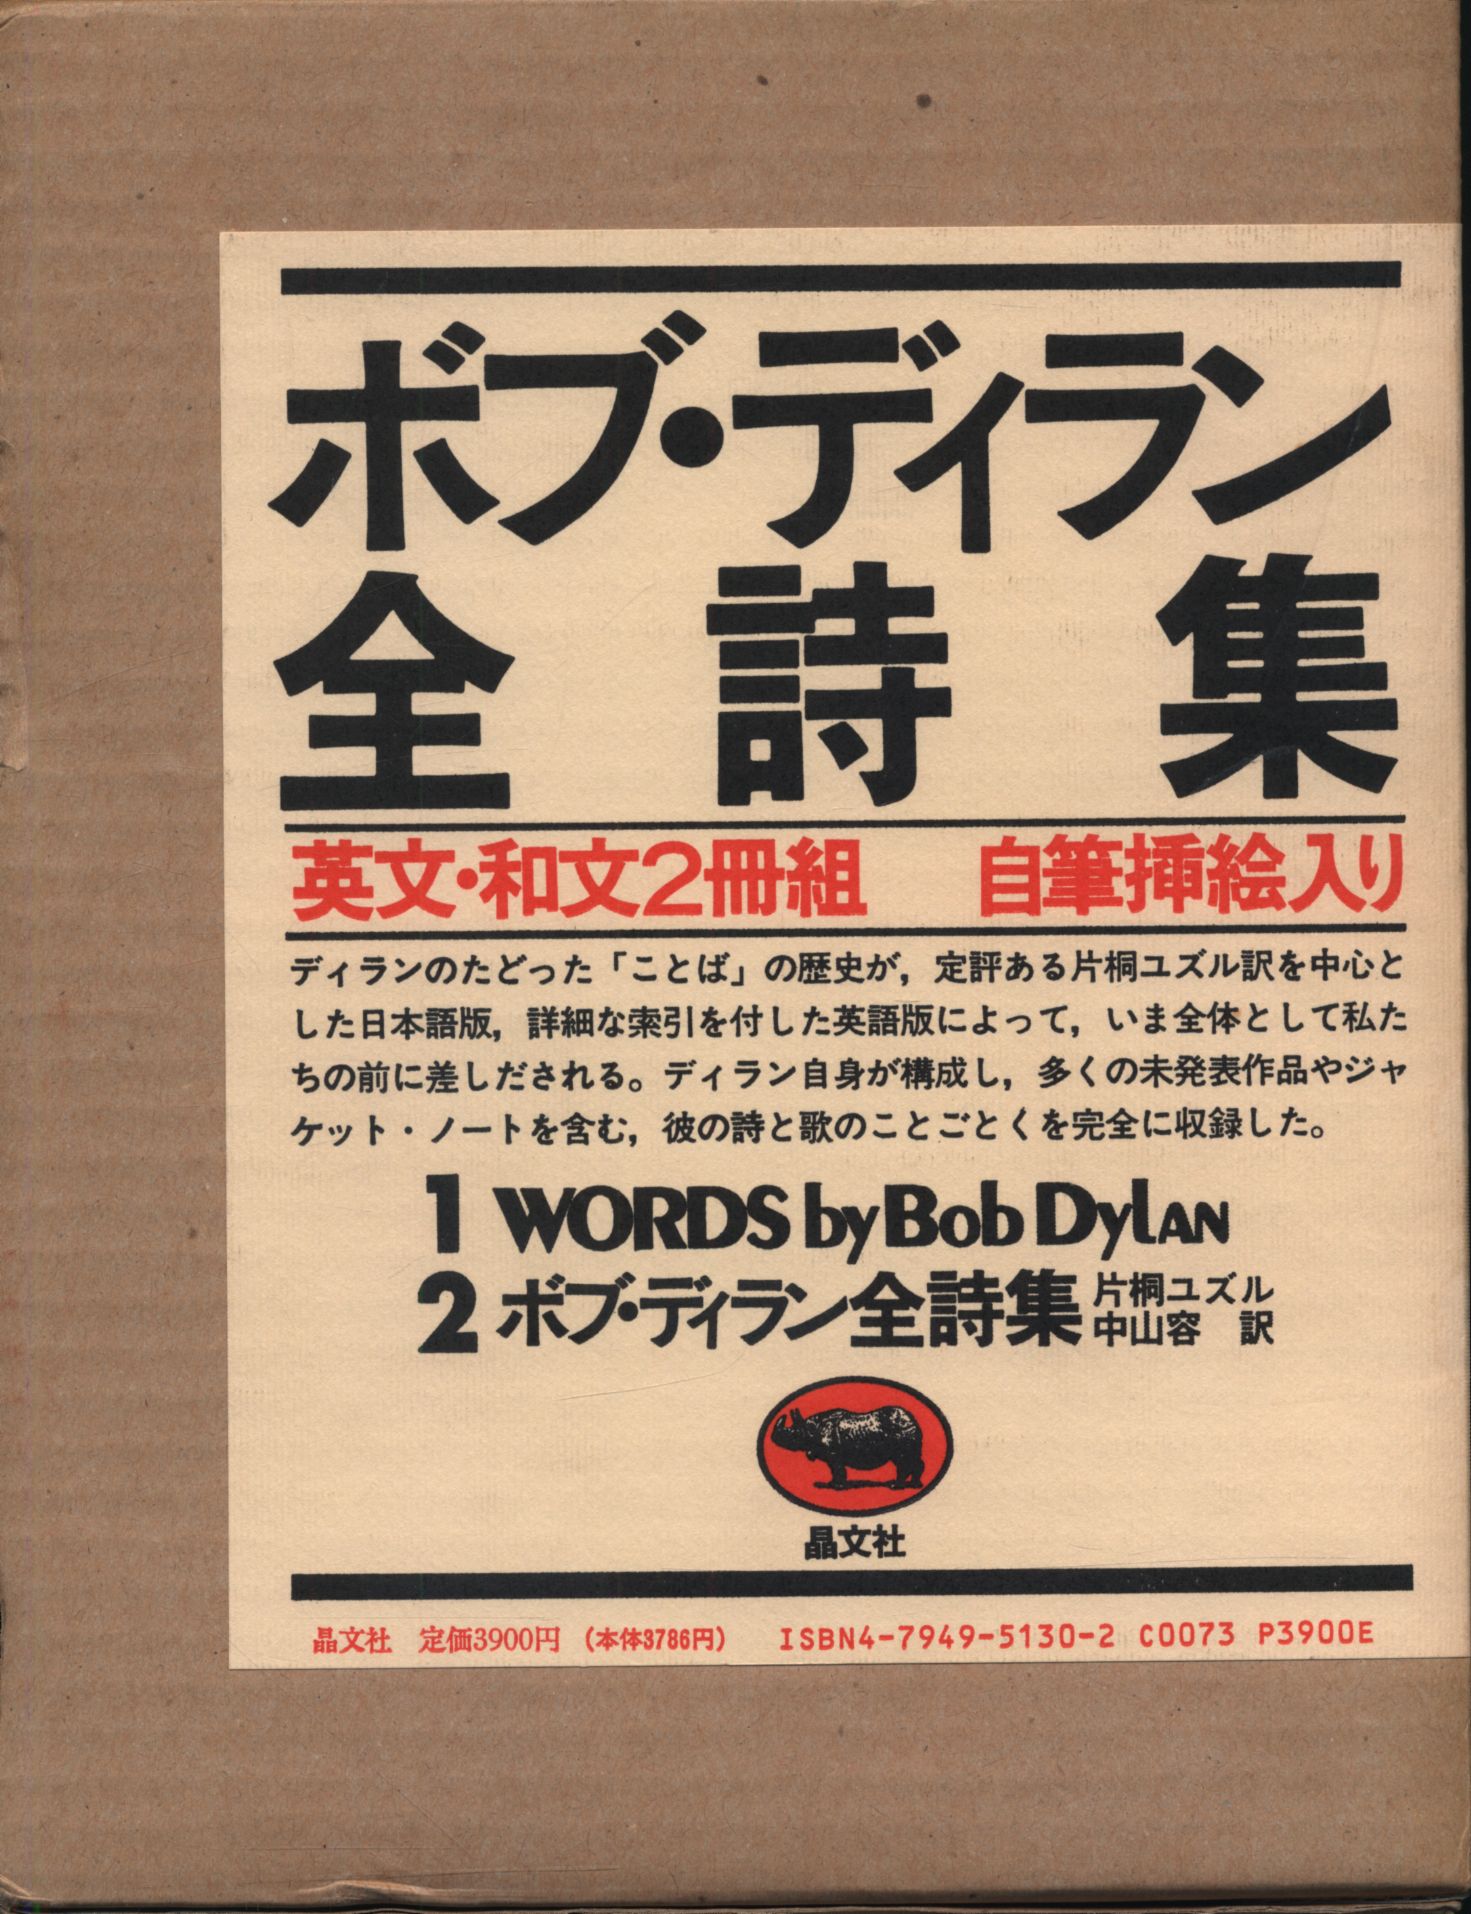 ボブ・ディラン
全詩集
英文・和文2冊組 自筆挿絵入り
ディランのたどった「ことば」の歴史が，定評ある片桐ユズル訳を中心と
した日本語版，詳細な索引を付した英語版によって，いま全体として私た
ちの前に差しだされる。ディラン自身が構成し，多くの未発表作品やジャ
ケット・ノートを含む，彼の詩と歌のことごとくを完全に収録した。
1 WORDS by Bob DylAN
2 ボブ・ディラン全詩集 片桐ユズル
中山容 訳
晶文社
晶文社 定価3900円 （本体3786円） ISBN4-7949-5130-2 C0073 P3900E